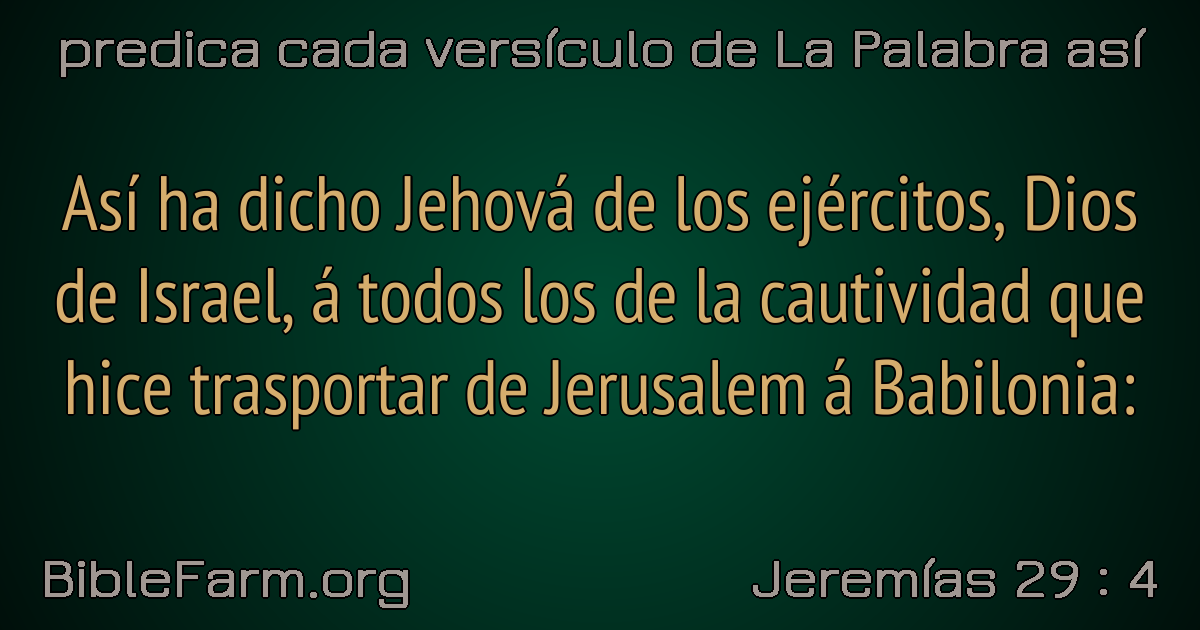 predica cada versículo de La Palabra así
Así ha dicho Jehová de los ejércitos, Dios
de Israel, á todos los de la cautividad que
hice trasportar de Jerusalem á Babilonia:
BibleFarm.org
Jeremías 29 : 4